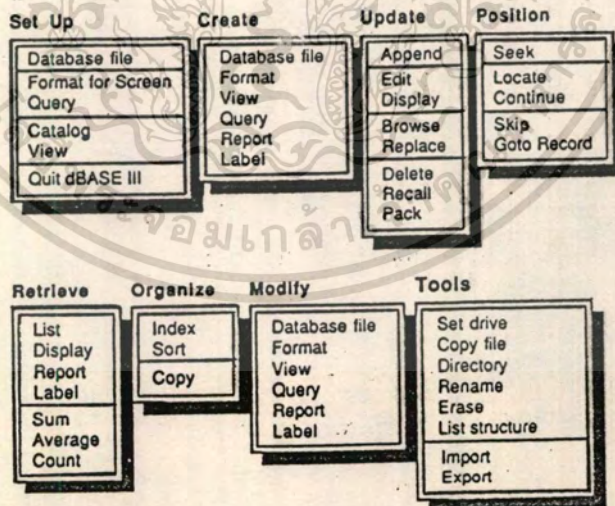 Set Up
Database file
Format for Screen
Query
Catalog
View
Quit dBASE III
Create
Database file
Format
View
Query
Report
Label
Update
Append
Edit
Display
Browse
Replace
Delete
Recall
Pack
Position
Seek
Locate
Continue
Skip
Goto Record
Retrieve
List
Display
Report
Label
Sum
Average
Count
Organize
Index
Sort
Copy
Modify
Database file
Format
View
Query
Report
Label
Tools
Set drive
Copy file
Directory
Rename
Erase
List structure
Import
Export